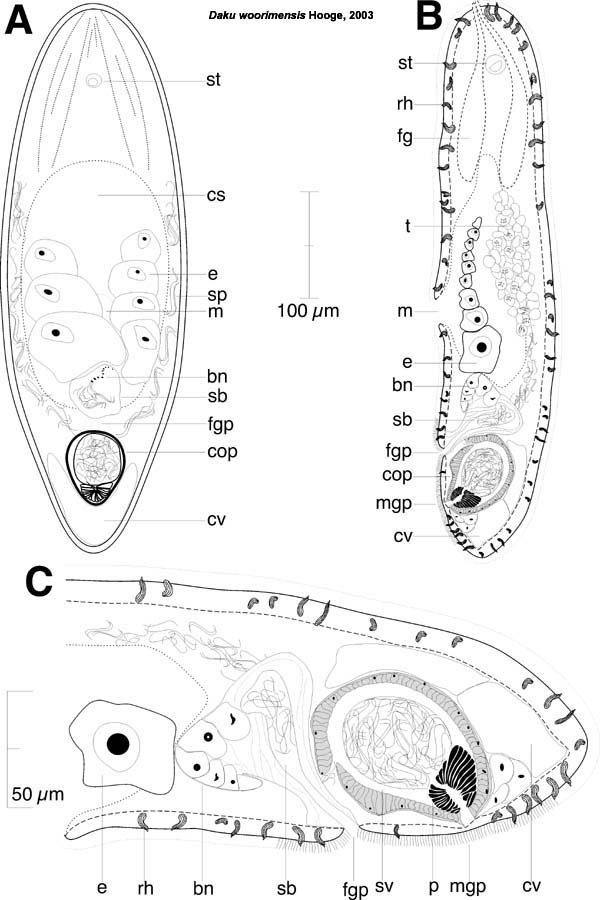 A
Daku woorimensis Hooge, 2003
B
st
cs
e
sp
m
bn
sb
fgp
cop
cv
100 µm
st
rh
fg
t
m
e
bn
sb
fgp
cop
mgp
cv
C
50 µm
e rh bn sb fgp sv p mgp cv